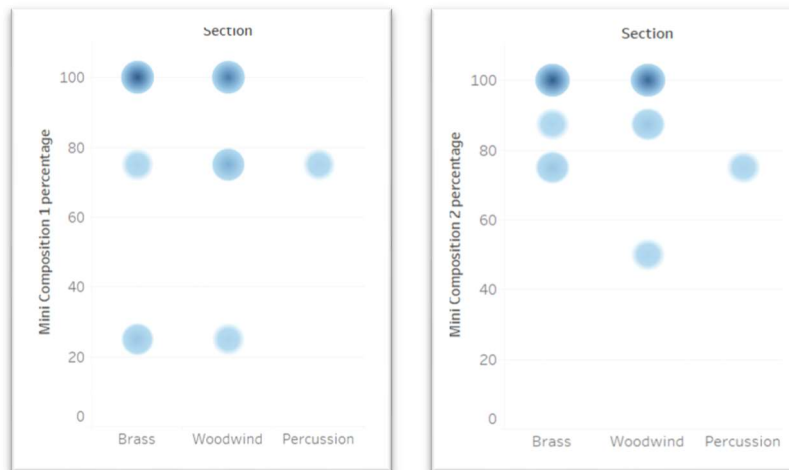 Section
Mini Composition 1 percentage
100
80
60
40
20
0
Brass Woodwind Percussion
Section
Mini Composition 2 percentage
100
80
60
40
20
0
Brass Woodwind Percussion